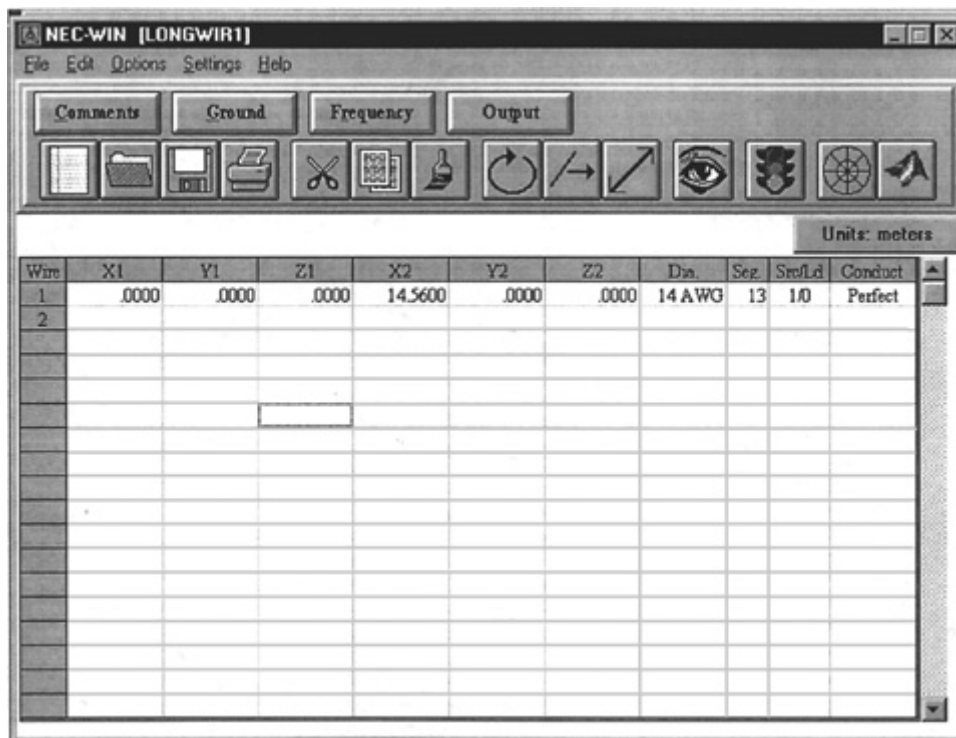 NEC-WIN [LONGWIR1]
File Edit Options Settings Help
Comments Ground Frequency Output
Units: meters
Wire X1 Y1 Z1 X2 Y2 Z2 Dia. Seg. Src/Ld Conduct
1 .0000 .0000 .0000 14.5600 .0000 .0000 14 AWG 13 1/0 Perfect
2